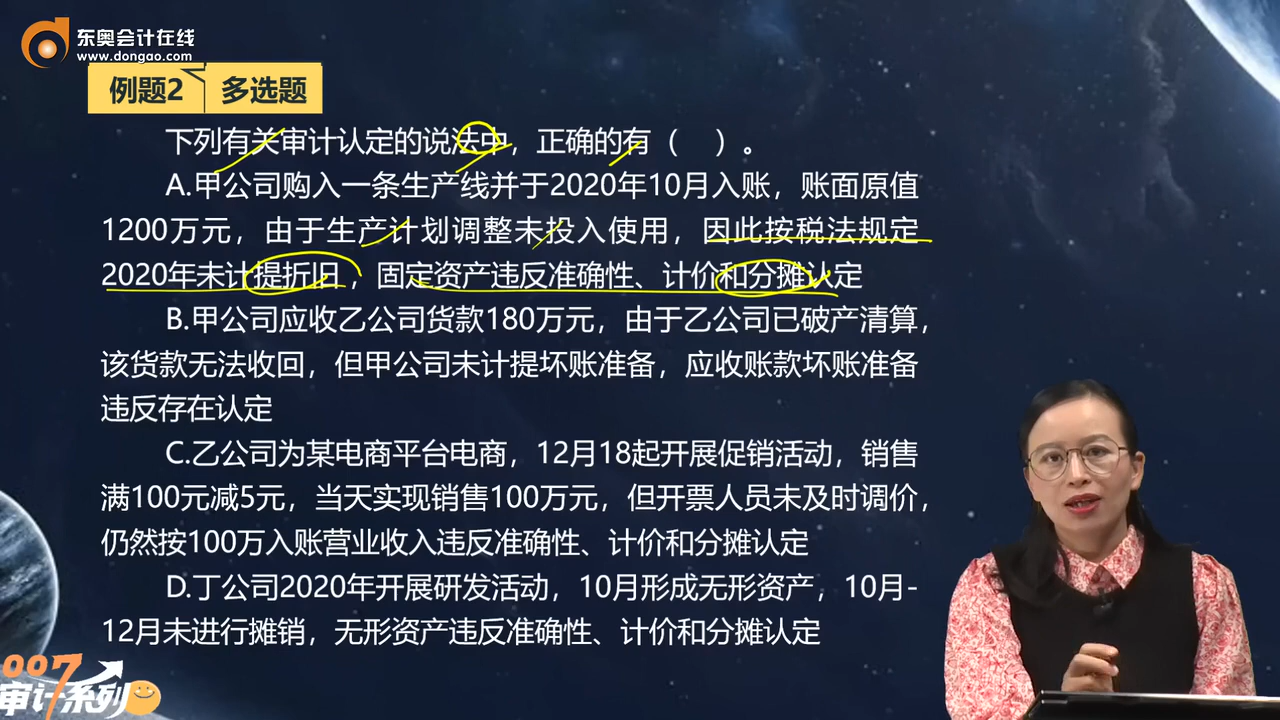 东奥会计在线
www.dongao.com
例题2 多选题
下列有关审计认定的说法中，正确的有（ ）。
A.甲公司购入一条生产线并于2020年10月入账，账面原值
1200万元，由于生产计划调整未投入使用，因此按税法规定
2020年未计提折旧，固定资产违反准确性、计价和分摊认定
B.甲公司应收乙公司货款180万元，由于乙公司已破产清算，
该货款无法收回，但甲公司未计提坏账准备，应收账款坏账准备
违反存在认定
C.乙公司为某电商平台电商，12月18起开展促销活动，销售
满100元减5元，当天实现销售100万元，但开票人员未及时调价，
仍然按100万入账营业收入违反准确性、计价和分摊认定
D.丁公司2020年开展研发活动，10月形成无形资产，10月-
12月未进行摊销，无形资产违反准确性、计价和分摊认定
007
审计系列